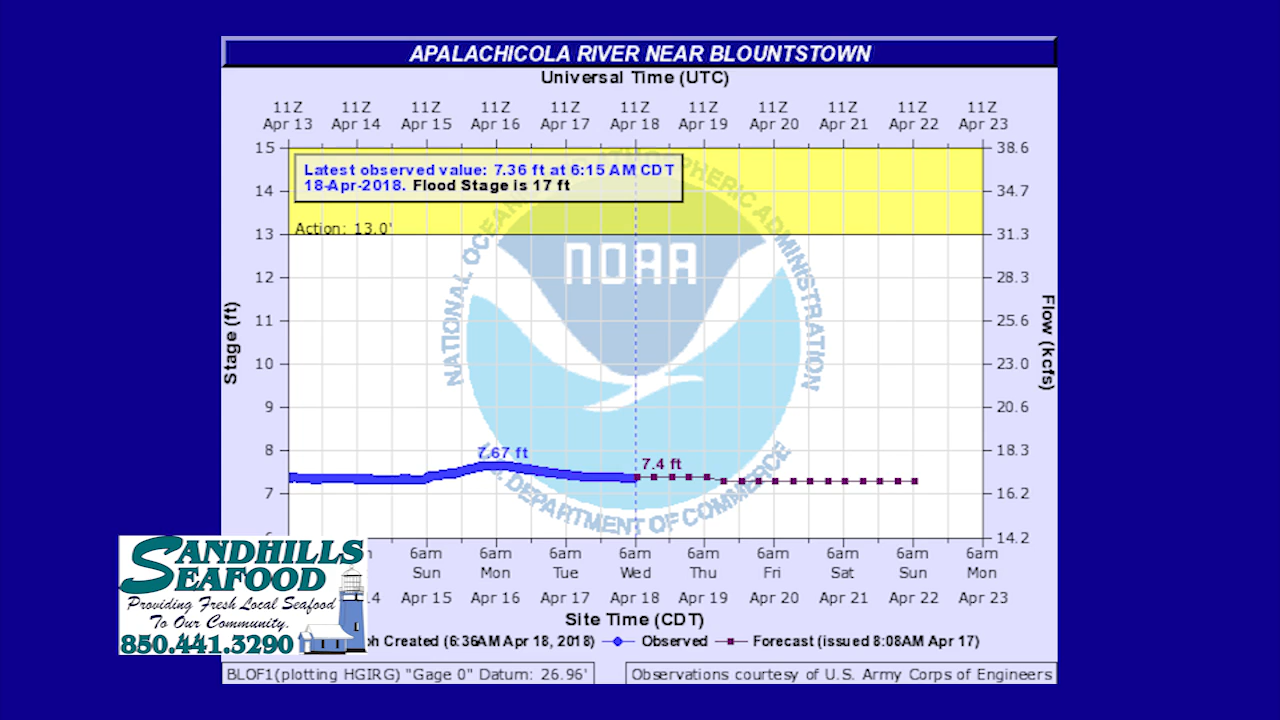 APALACHICOLA RIVER NEAR BLOUNTSTOWN
Universal Time (UTC)
11Z 11Z 11Z 11Z 11Z 11Z 11Z 11Z 11Z 11Z 11Z
Apr 13 Apr 14 Apr 15 Apr 16 Apr 17 Apr 18 Apr 19 Apr 20 Apr 21 Apr 22 Apr 23
15 38.6
Latest observed value: 7.36 ft at 6:15 AM CDT
18-Apr-2018. Flood Stage is 17 ft
14 34.7
Action: 13.0'
13 31.3
NOAA
12 28.3
11 25.6
Stage (ft)
Flow (kcfs)
10 23.0
9 20.6
8 18.3
7.67 ft
7.4 ft
7 16.2
14.2
NATIONAL OCEANIC AND ATMOSPHERIC ADMINISTRATION
U.S. DEPARTMENT OF COMMERCE
6am 6am 6am 6am 6am 6am 6am 6am 6am
Sun Mon Tue Wed Thu Fri Sat Sun Mon
Apr 15 Apr 16 Apr 17 Apr 18 Apr 19 Apr 20 Apr 21 Apr 22 Apr 23
Site Time (CDT)
Created (6:36AM Apr 18, 2018) Observed Forecast (issued 8:08AM Apr 17)
BLOF1(plotting HGIRG) "Gage 0" Datum: 26.96'
Observations courtesy of U.S. Army Corps of Engineers
SANDHILLS
SEAFOOD
Providing Fresh Local Seafood
To Our Community.
850.441.3290